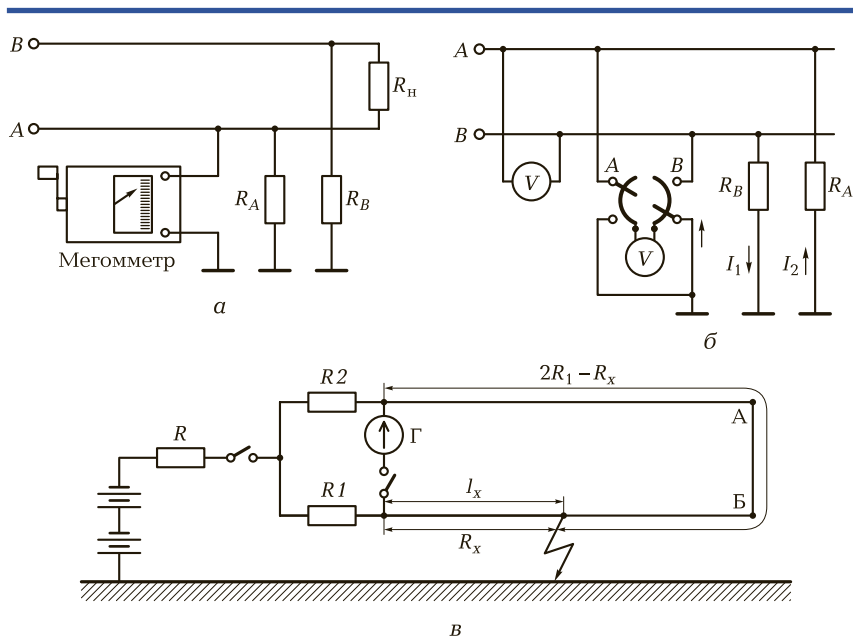 B
R_н
A
R_A
R_B
Мегомметр
а
A
B
V
A
B
V
R_B
R_A
I_1
I_2
б
R2
2R_1 – R_x
А
R
Г
R1
l_x
Б
R_x
в